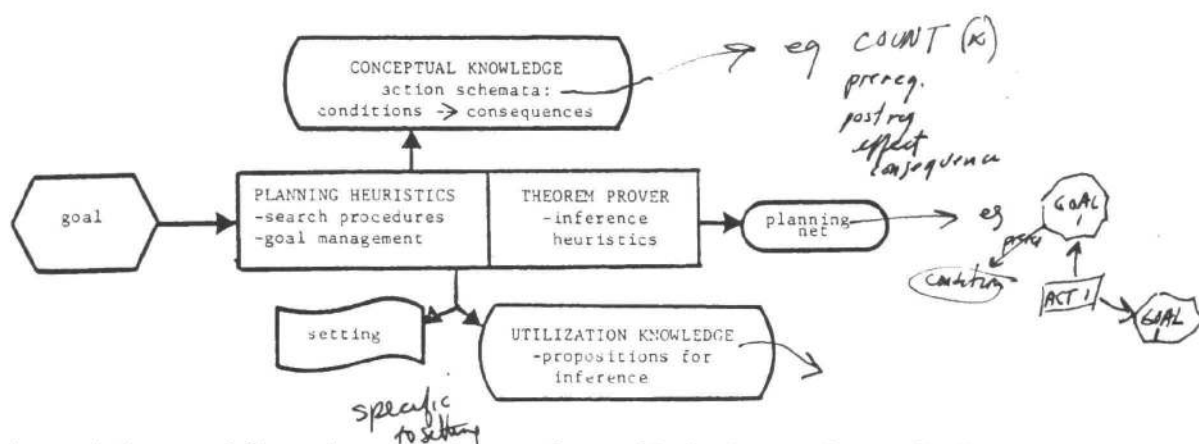 CONCEPTUAL KNOWLEDGE
action schemata:
conditions → consequences
eg COUNT (x)
prereq.
postreq
effect
consequence
goal
PLANNING HEURISTICS
-search procedures
-goal management
THEOREM PROVER
-inference
heuristics
planning
net
eg
GOAL
1
condition
ACT 1
GOAL
1
setting
UTILIZATION KNOWLEDGE
-propositions for
inference
specific
to setting